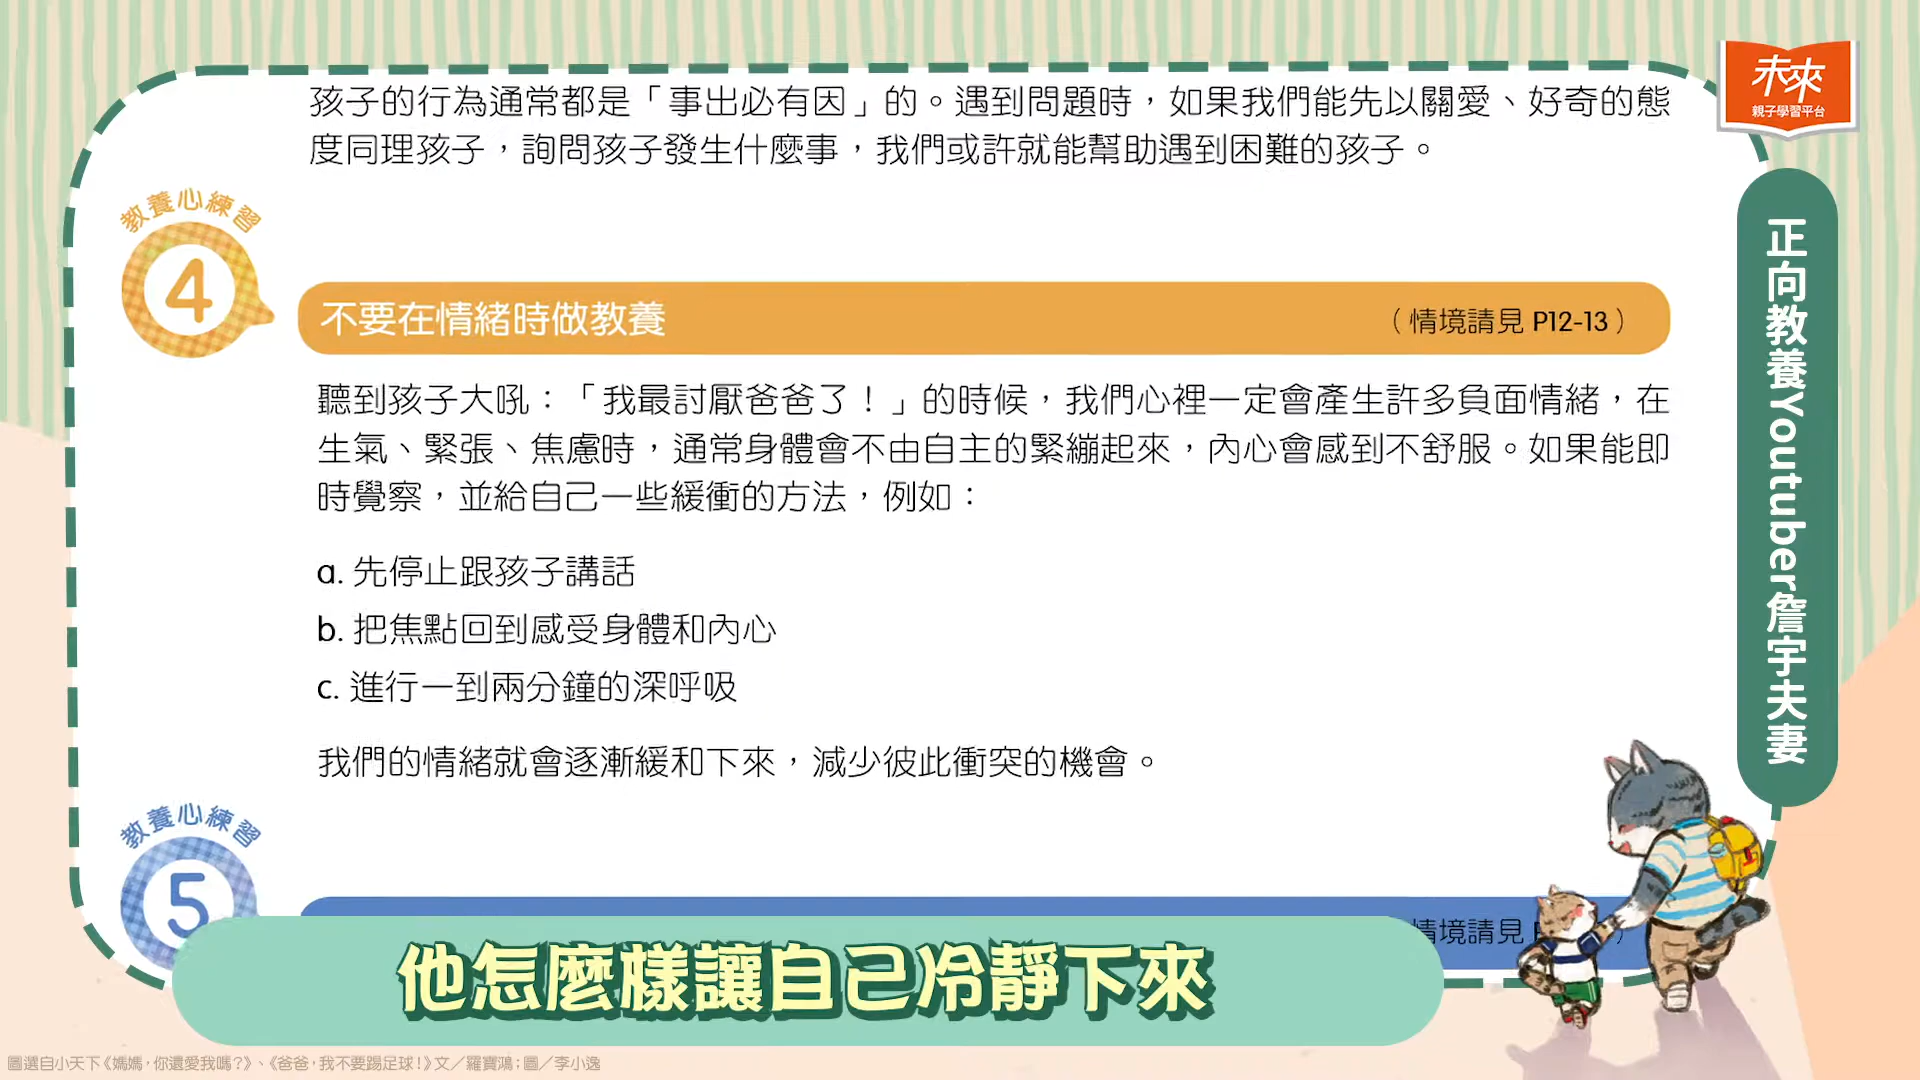 孩子的行為通常都是「事出必有因」的。遇到問題時，如果我們能先以關愛、好奇的態
度同理孩子，詢問孩子發生什麼事，我們或許就能幫助遇到困難的孩子。
教養心練習
4
不要在情緒時做教養
（情境請見 P12-13）
聽到孩子大吼：「我最討厭爸爸了！」的時候，我們心裡一定會產生許多負面情緒，在
生氣、緊張、焦慮時，通常身體會不由自主的緊繃起來，內心會感到不舒服。如果能即
時覺察，並給自己一些緩衝的方法，例如：
a. 先停止跟孩子講話
b. 把焦點回到感受身體和內心
c. 進行一到兩分鐘的深呼吸
我們的情緒就會逐漸緩和下來，減少彼此衝突的機會。
教養心練習
5
情境請見
他怎麼樣讓自己冷靜下來
未來
親子學習平台
正向教養Youtuber詹宇夫妻
圖選自小天下《媽媽，你還愛我嗎？》、《爸爸，我不要踢足球！》文／羅寶鴻；圖／李小逸